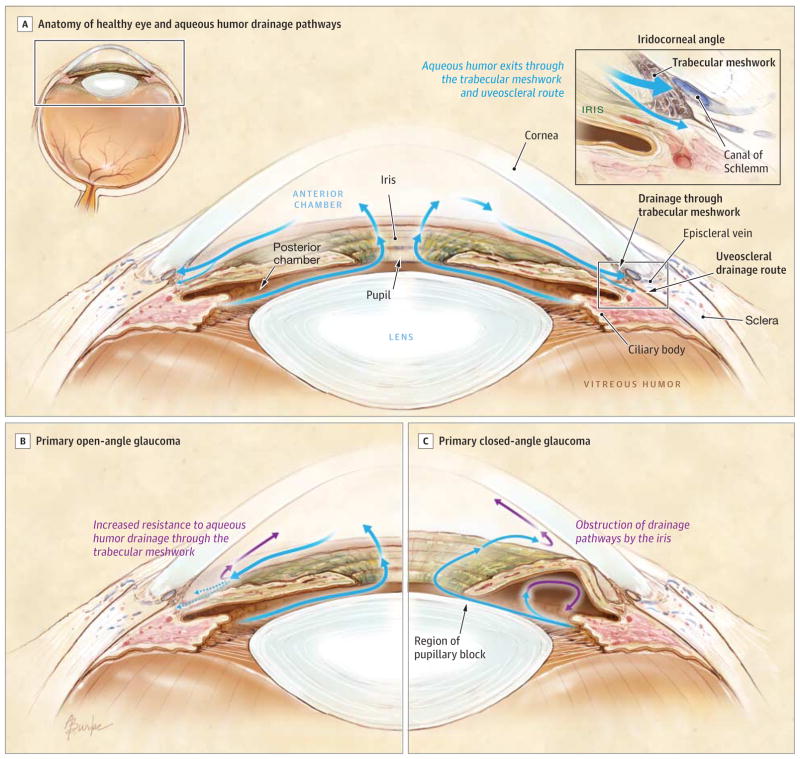 A Anatomy of healthy eye and aqueous humor drainage pathways
Iridocorneal angle
Aqueous humor exits through
the trabecular meshwork
and uveoscleral route
Trabecular meshwork
IRIS
Canal of
Schlemm
Cornea
Iris
ANTERIOR
CHAMBER
Posterior
chamber
Pupil
Drainage through
trabecular meshwork
Episcleral vein
Uveoscleral
drainage route
Sclera
LENS
Ciliary body
VITREOUS HUMOR
B Primary open-angle glaucoma
Increased resistance to aqueous
humor drainage through the
trabecular meshwork
Burke
C Primary closed-angle glaucoma
Obstruction of drainage
pathways by the iris
Region of
pupillary block